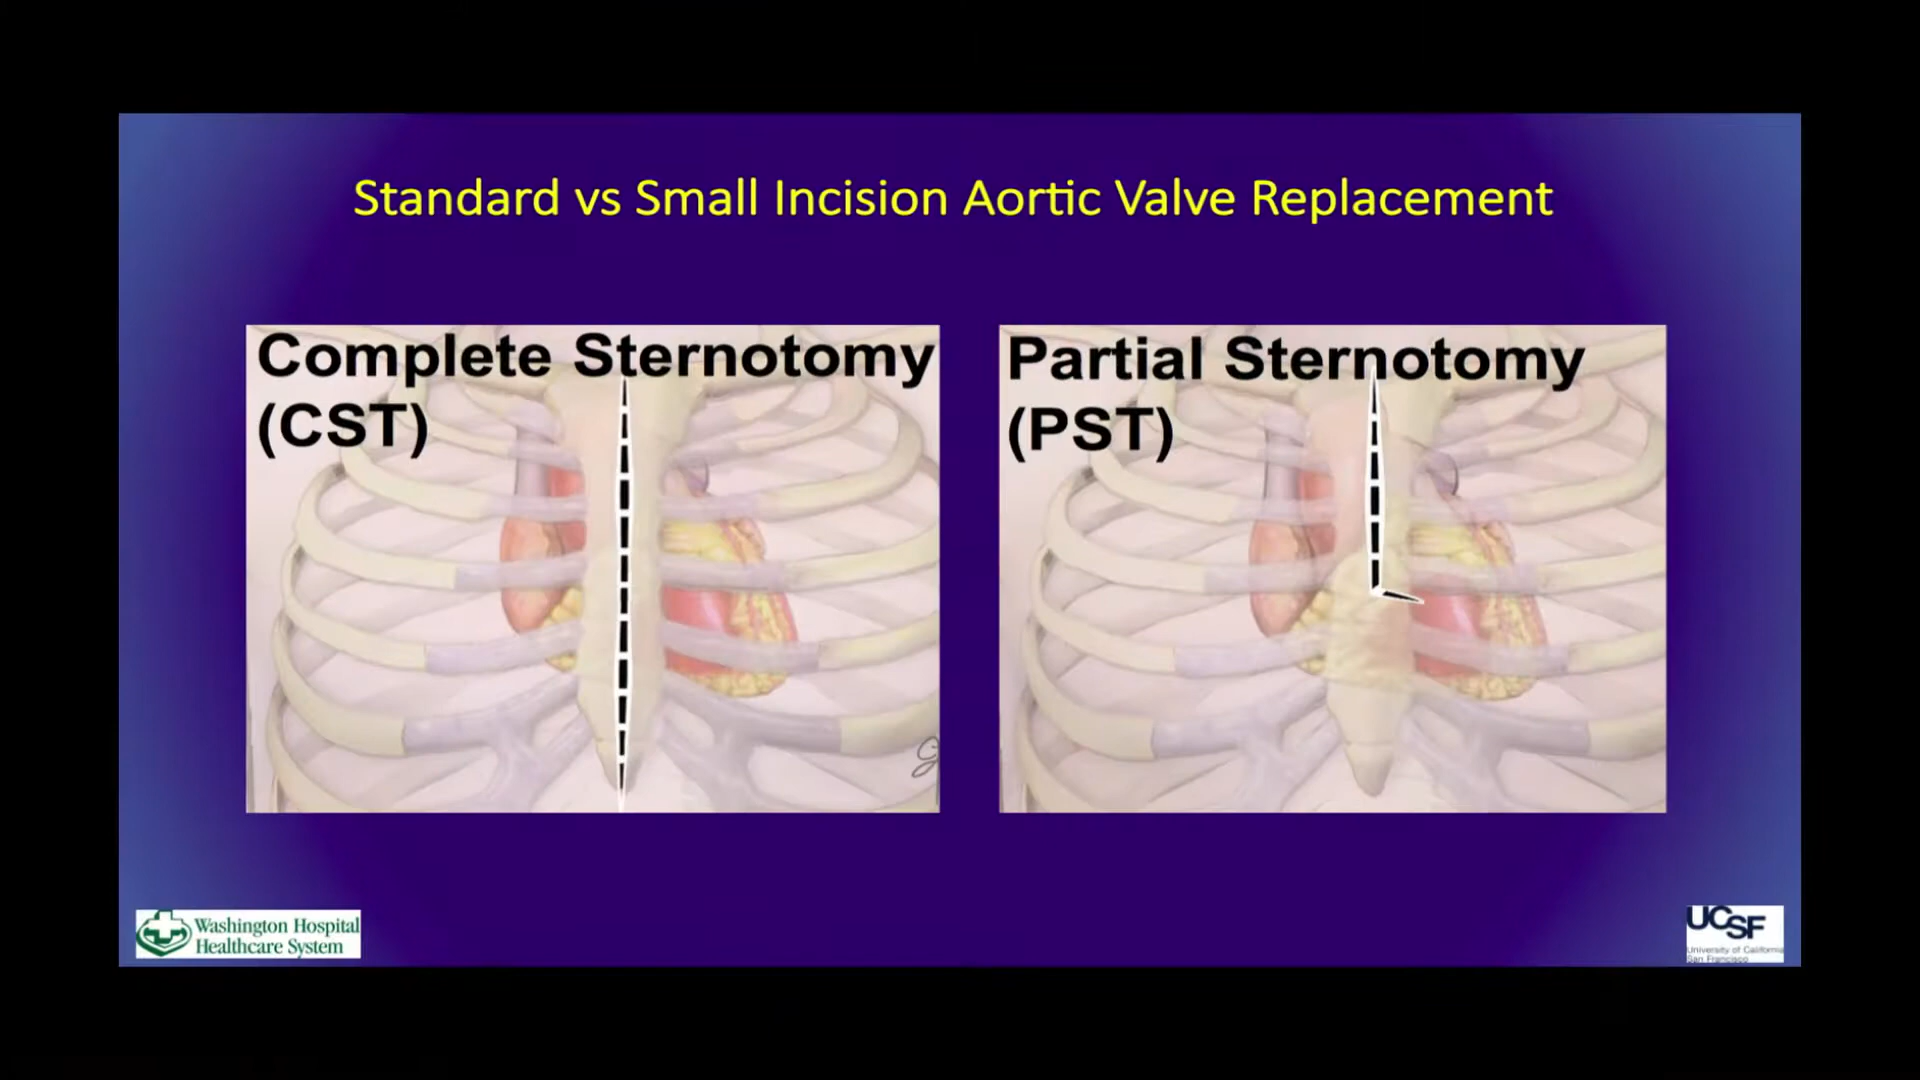 Standard vs Small Incision Aortic Valve Replacement
Complete Sternotomy
(CST)
Partial Sternotomy
(PST)
Washington Hospital
Healthcare System
UCSF
University of California
San Francisco